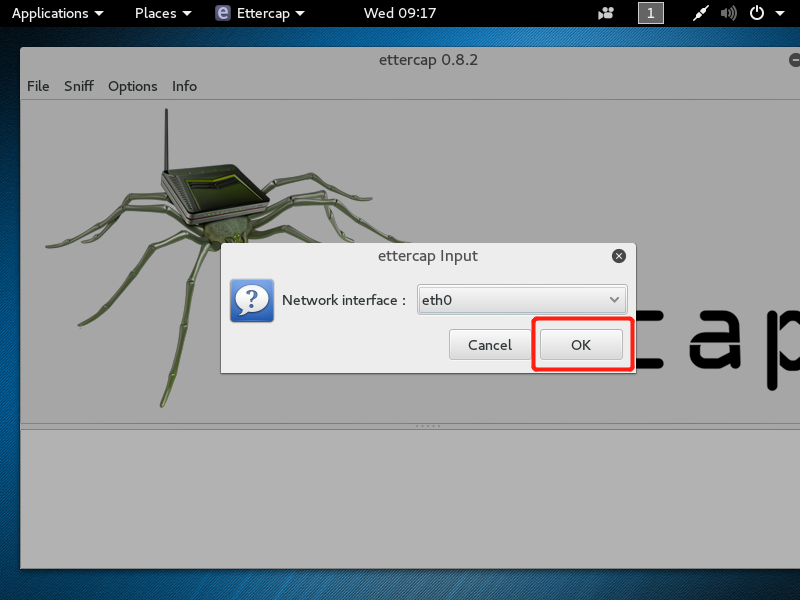 Applications Places Ettercap Wed 09:17 1
ettercap 0.8.2
File Sniff Options Info
ettercap Input
Network interface : eth0
Cancel OK
cap